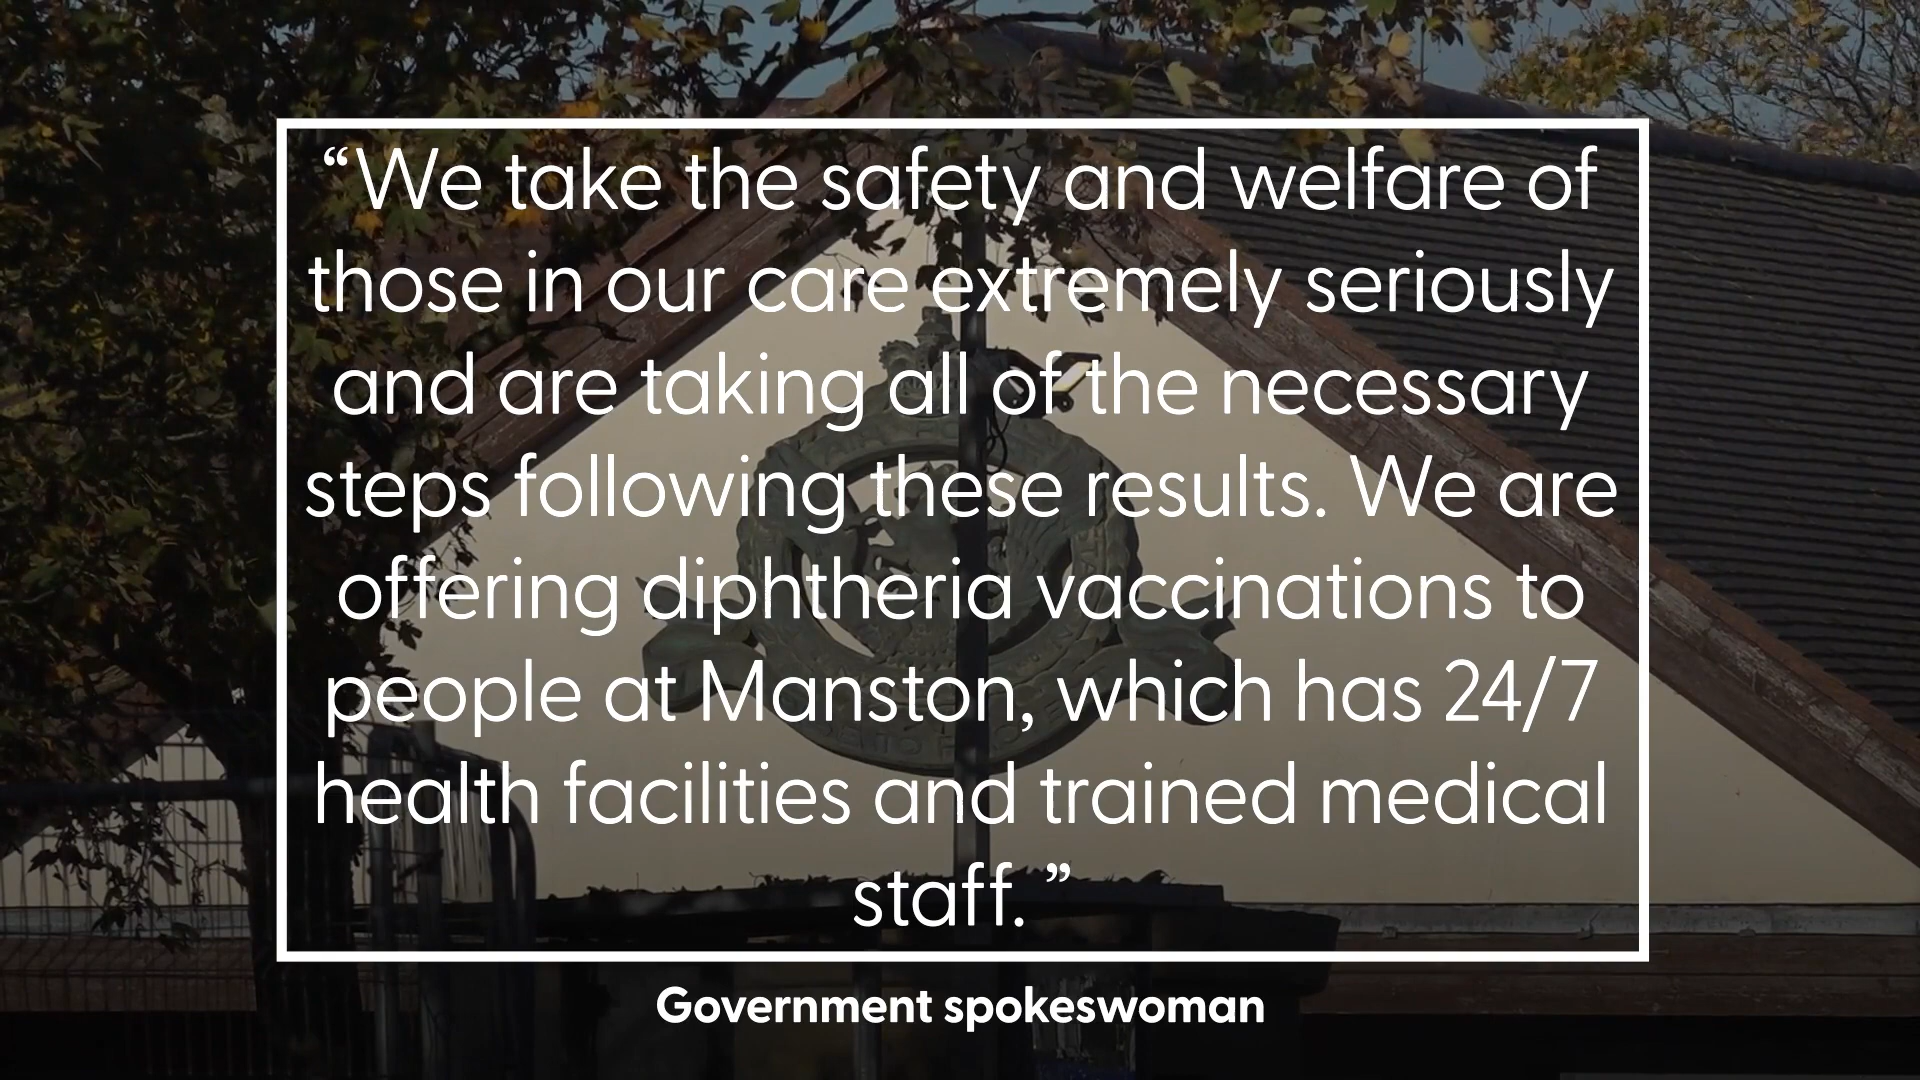 “We take the safety and welfare of
those in our care extremely seriously
and are taking all of the necessary
steps following these results. We are
offering diphtheria vaccinations to
people at Manston, which has 24/7
health facilities and trained medical
staff.”
Government spokeswoman